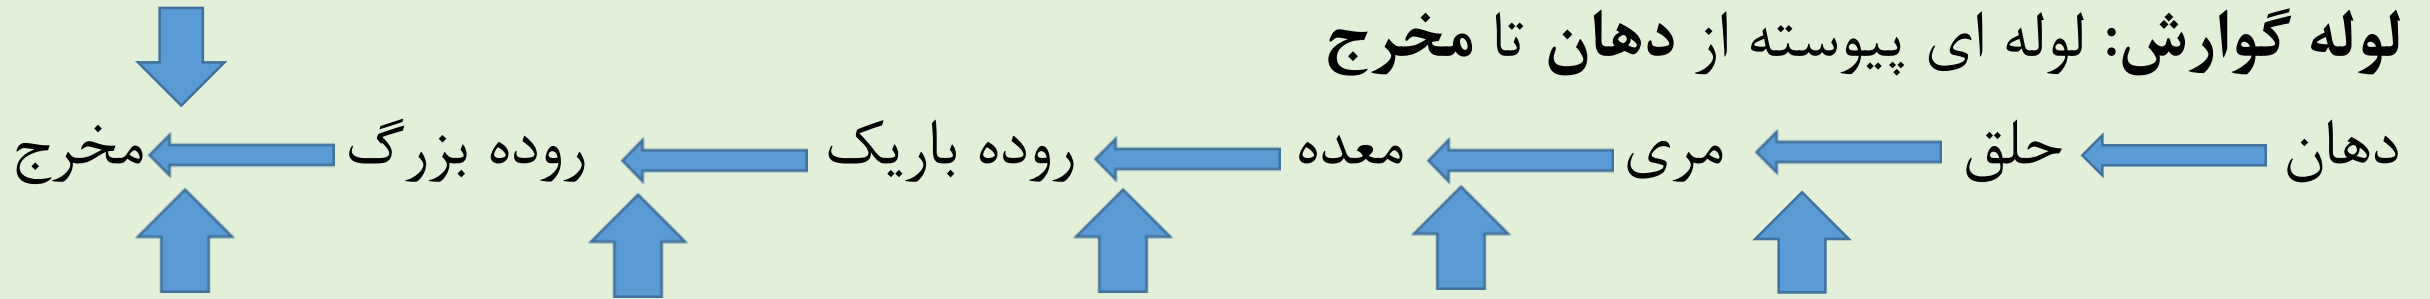 لوله گوارش: لوله ای پیوسته از دهان تا مخرج
دهان حلق مری معده روده باریک روده بزرگ مخرج